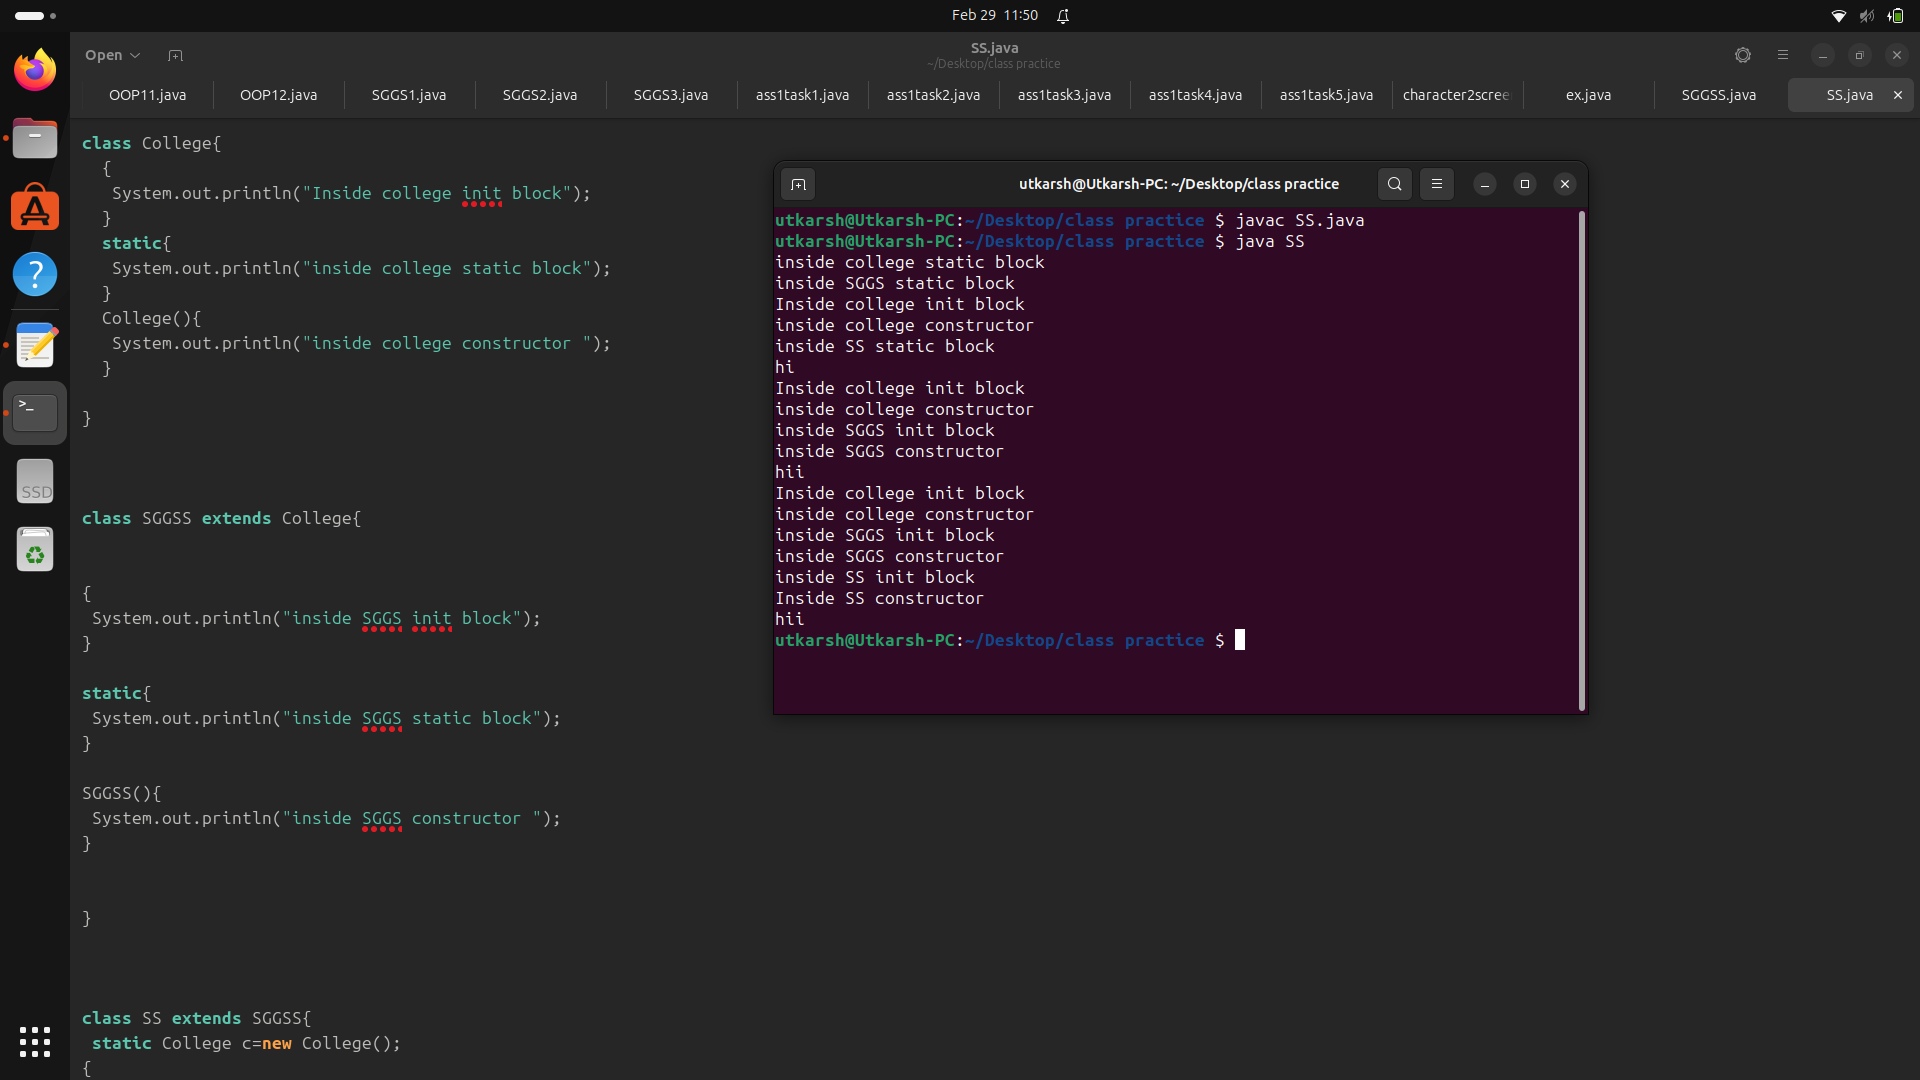 Feb 29 11:50
Open
SS.java
~/Desktop/class practice
OOP11.java
OOP12.java
SGGS1.java
SGGS2.java
SGGS3.java
ass1task1.java
ass1task2.java
ass1task3.java
ass1task4.java
ass1task5.java
character2scree
ex.java
SGGSS.java
SS.java
class College{
{
System.out.println("Inside college init block");
}
static{
System.out.println("inside college static block");
}
College(){
System.out.println("inside college constructor ");
}
}
class SGGSS extends College{
{
System.out.println("inside SGGS init block");
}
static{
System.out.println("inside SGGS static block");
}
SGGSS(){
System.out.println("inside SGGS constructor ");
}
}
class SS extends SGGSS{
static College c=new College();
{
utkarsh@Utkarsh-PC: ~/Desktop/class practice
utkarsh@Utkarsh-PC:~/Desktop/class practice $ javac SS.java
utkarsh@Utkarsh-PC:~/Desktop/class practice $ java SS
inside college static block
inside SGGS static block
Inside college init block
inside college constructor
inside SS static block
hi
Inside college init block
inside college constructor
inside SGGS init block
inside SGGS constructor
hii
Inside college init block
inside college constructor
inside SGGS init block
inside SGGS constructor
inside SS init block
Inside SS constructor
hii
utkarsh@Utkarsh-PC:~/Desktop/class practice $
SSD